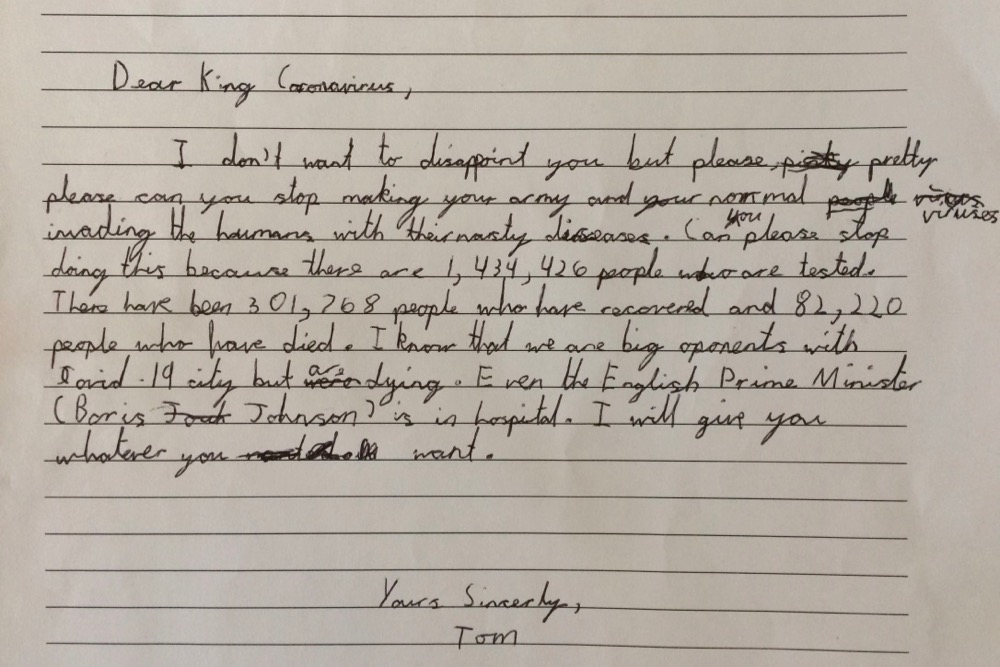 Dear King Coronavirus,
I don't want to disappoint you but please, pretty
please can you stop making your army and your normal people viruses
invading the humans with their nasty diseases. Can you please stop
doing this because there are 1,434,426 people who are tested.
There have been 301,768 people who have recovered and 82,220
people who have died. I know that we are big oponents with
Covid-19 city but are dying. Even the English Prime Minister
(Boris Johnson) is in hospital. I will give you
whatever you want.
Yours Sincerly,
Tom